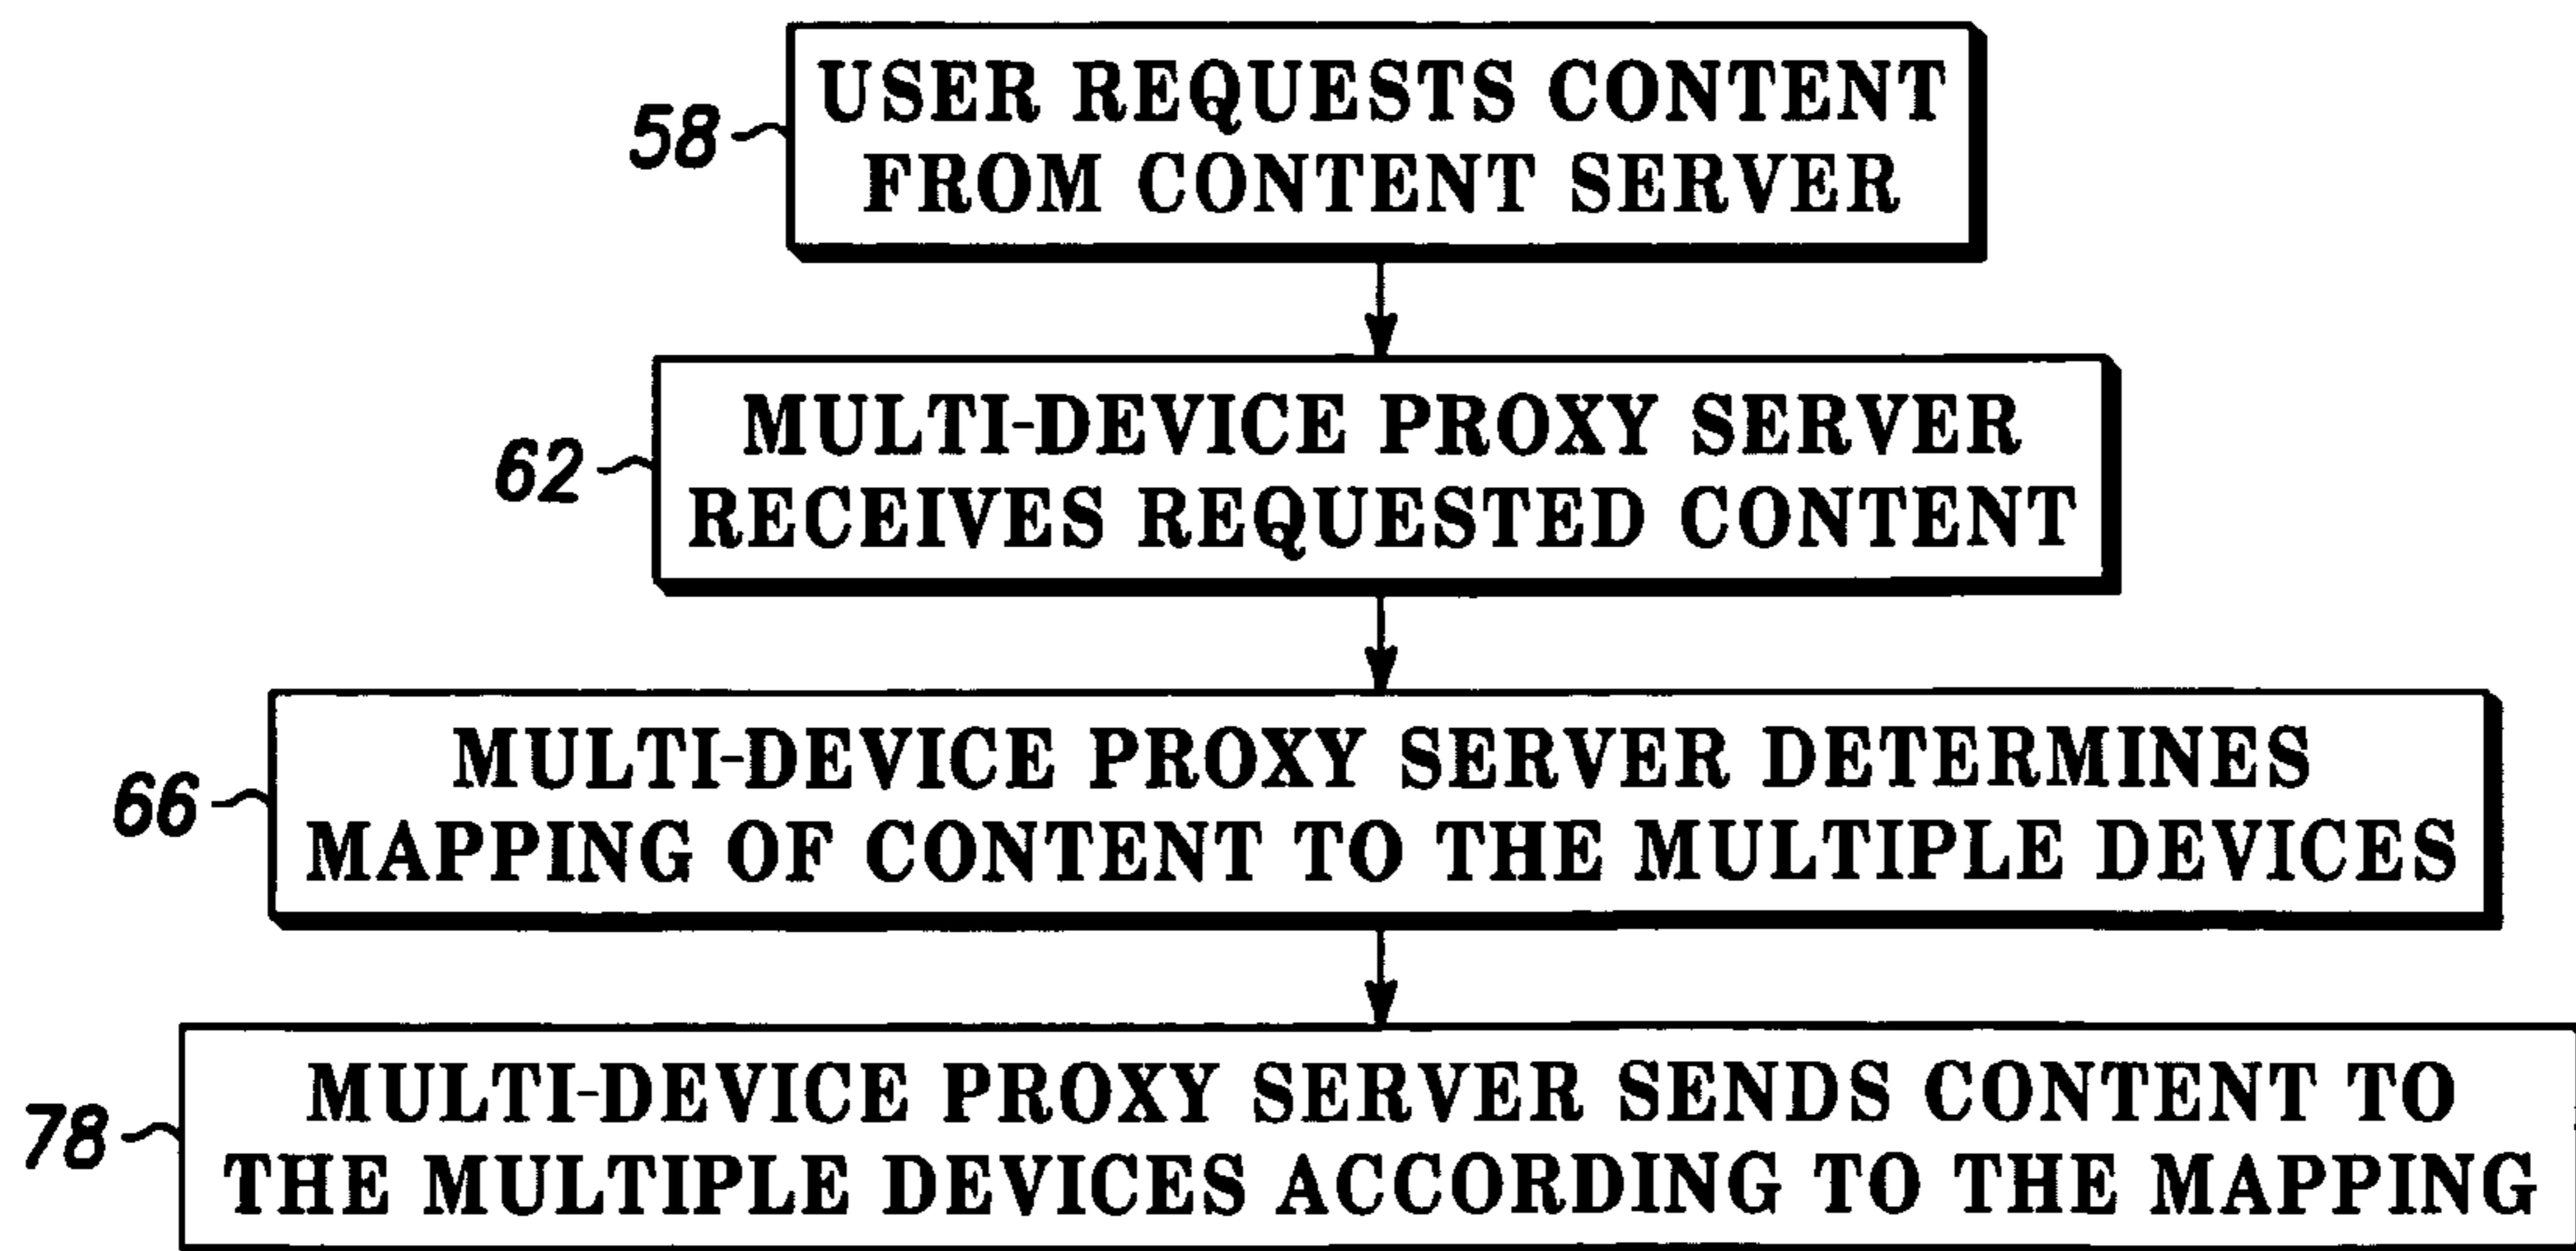 58
USER REQUESTS CONTENT
FROM CONTENT SERVER
62
MULTI-DEVICE PROXY SERVER
RECEIVES REQUESTED CONTENT
66
MULTI-DEVICE PROXY SERVER DETERMINES
MAPPING OF CONTENT TO THE MULTIPLE DEVICES
78
MULTI-DEVICE PROXY SERVER SENDS CONTENT TO
THE MULTIPLE DEVICES ACCORDING TO THE MAPPING